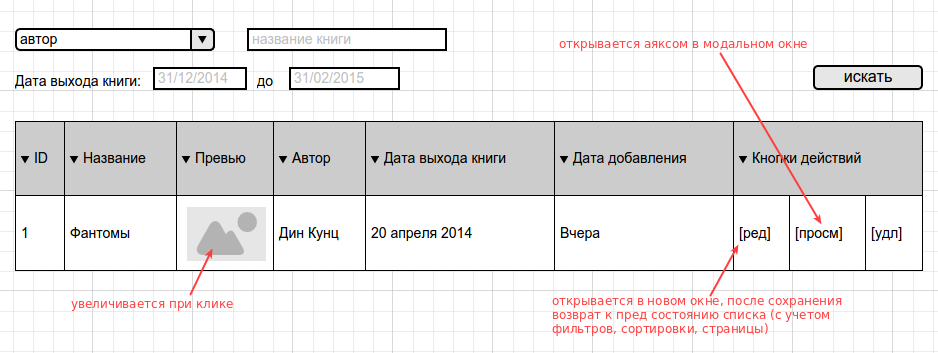 автор
название книги
открывается аяксом в модальном окне
Дата выхода книги: 31/12/2014 до 31/02/2015
искать
ID Название Превью Автор Дата выхода книги Дата добавления Кнопки действий
1 Фантомы Дин Кунц 20 апреля 2014 Вчера [ред] [просм] [удл]
увеличивается при клике
открывается в новом окне, после сохранения
возврат к пред состоянию списка (с учетом
фильтров, сортировки, страницы)